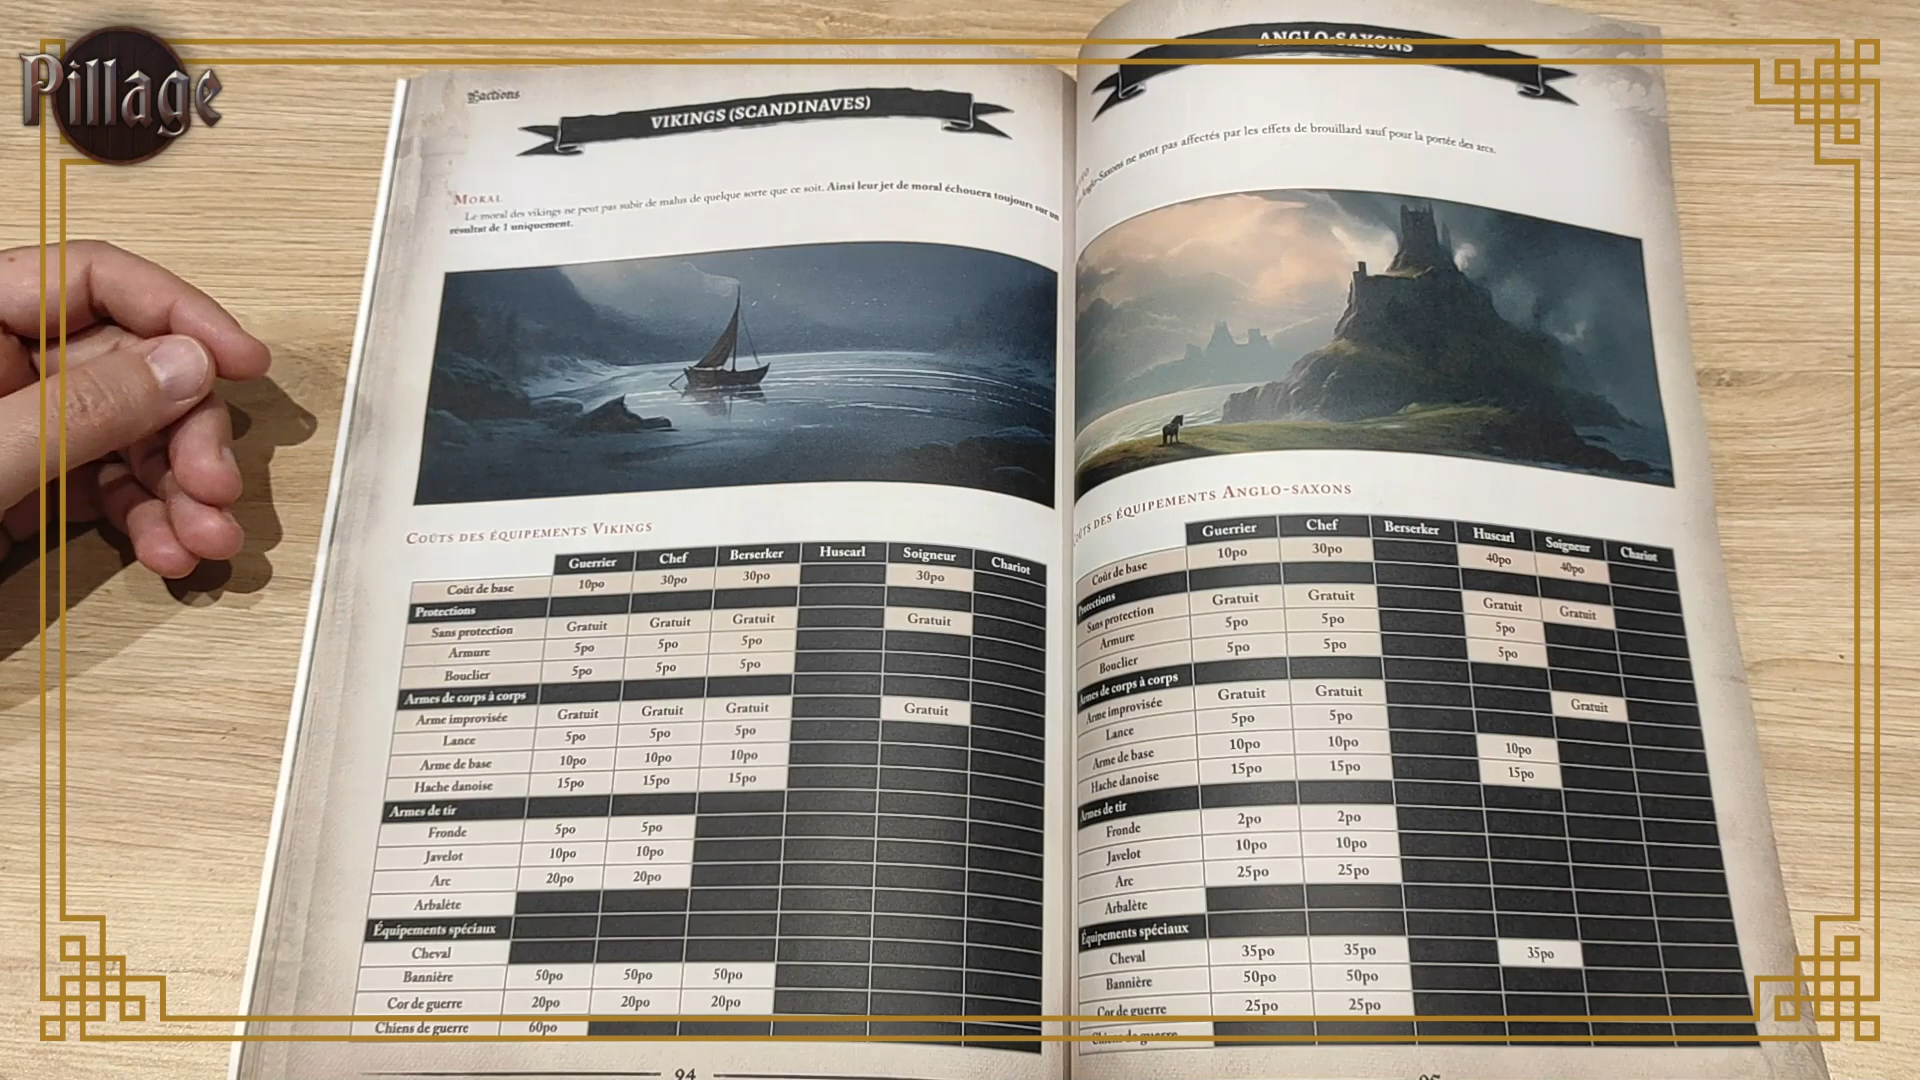 Pillage
Factions
VIKINGS (SCANDINAVES)
MORAL
Le moral des vikings ne peut pas subir de malus de quelque sorte que ce soit. Ainsi leur jet de moral échouera toujours sur un
résultat de 1 uniquement.
COÛTS DES ÉQUIPEMENTS VIKINGS
Guerrier Chef Berserker Huscarl Soigneur Chariot
Coût de base 10po 30po 30po 30po
Protections
Sans protection Gratuit Gratuit Gratuit Gratuit
Armure 5po 5po 5po
Bouclier 5po 5po 5po
Armes de corps à corps
Arme improvisée Gratuit Gratuit Gratuit Gratuit
Lance 5po 5po 5po
Arme de base 10po 10po 10po
Hache danoise 15po 15po 15po
Armes de tir
Fronde 5po 5po
Javelot 10po 10po
Arc 20po 20po
Arbalète
Équipements spéciaux
Cheval
Bannière 50po 50po 50po
Cor de guerre 20po 20po 20po
Chiens de guerre 60po
94
ANGLO-SAXONS
Anglo-Saxons ne sont pas affectés par les effets de brouillard sauf pour la portée des arcs.
COÛTS DES ÉQUIPEMENTS ANGLO-SAXONS
Guerrier Chef Berserker Huscarl Soigneur Chariot
Coût de base 10po 30po 40po 40po
Protections
Sans protection Gratuit Gratuit Gratuit Gratuit
Armure 5po 5po 5po
Bouclier 5po 5po 5po
Armes de corps à corps
Arme improvisée Gratuit Gratuit Gratuit
Lance 5po 5po
Arme de base 10po 10po 10po
Hache danoise 15po 15po 15po
Armes de tir
Fronde 2po 2po
Javelot 10po 10po
Arc 25po 25po
Arbalète
Équipements spéciaux
Cheval 35po 35po 35po
Bannière 50po 50po
Cor de guerre 25po 25po